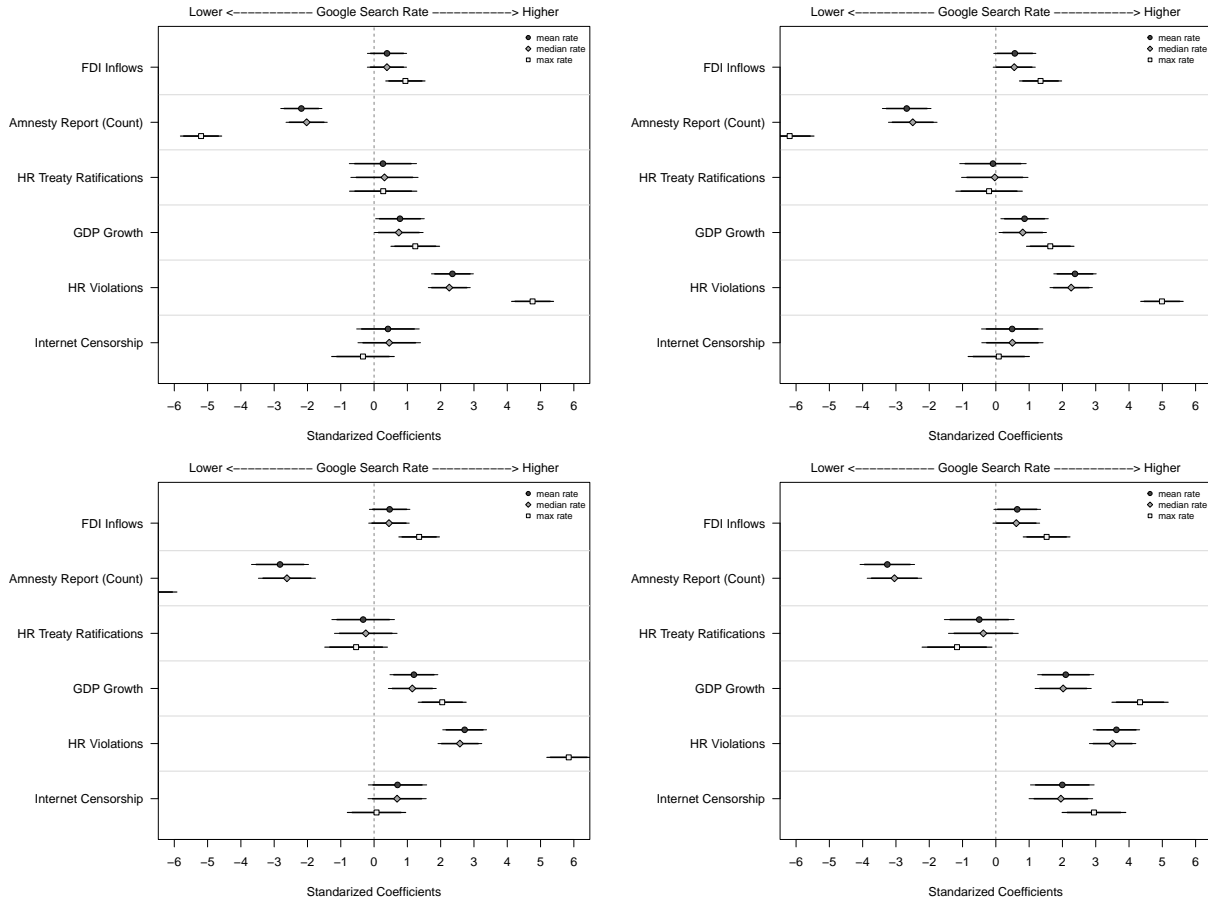 Lower <----------- Google Search Rate -----------> Higher
mean rate
median rate
max rate
FDI Inflows
Amnesty Report (Count)
HR Treaty Ratifications
GDP Growth
HR Violations
Internet Censorship
−6 −5 −4 −3 −2 −1 0 1 2 3 4 5 6
Standarized Coefficients
Lower <----------- Google Search Rate -----------> Higher
mean rate
median rate
max rate
FDI Inflows
Amnesty Report (Count)
HR Treaty Ratifications
GDP Growth
HR Violations
Internet Censorship
−6 −5 −4 −3 −2 −1 0 1 2 3 4 5 6
Standarized Coefficients
Lower <----------- Google Search Rate -----------> Higher
mean rate
median rate
max rate
FDI Inflows
Amnesty Report (Count)
HR Treaty Ratifications
GDP Growth
HR Violations
Internet Censorship
−6 −5 −4 −3 −2 −1 0 1 2 3 4 5 6
Standarized Coefficients
Lower <----------- Google Search Rate -----------> Higher
mean rate
median rate
max rate
FDI Inflows
Amnesty Report (Count)
HR Treaty Ratifications
GDP Growth
HR Violations
Internet Censorship
−6 −5 −4 −3 −2 −1 0 1 2 3 4 5 6
Standarized Coefficients